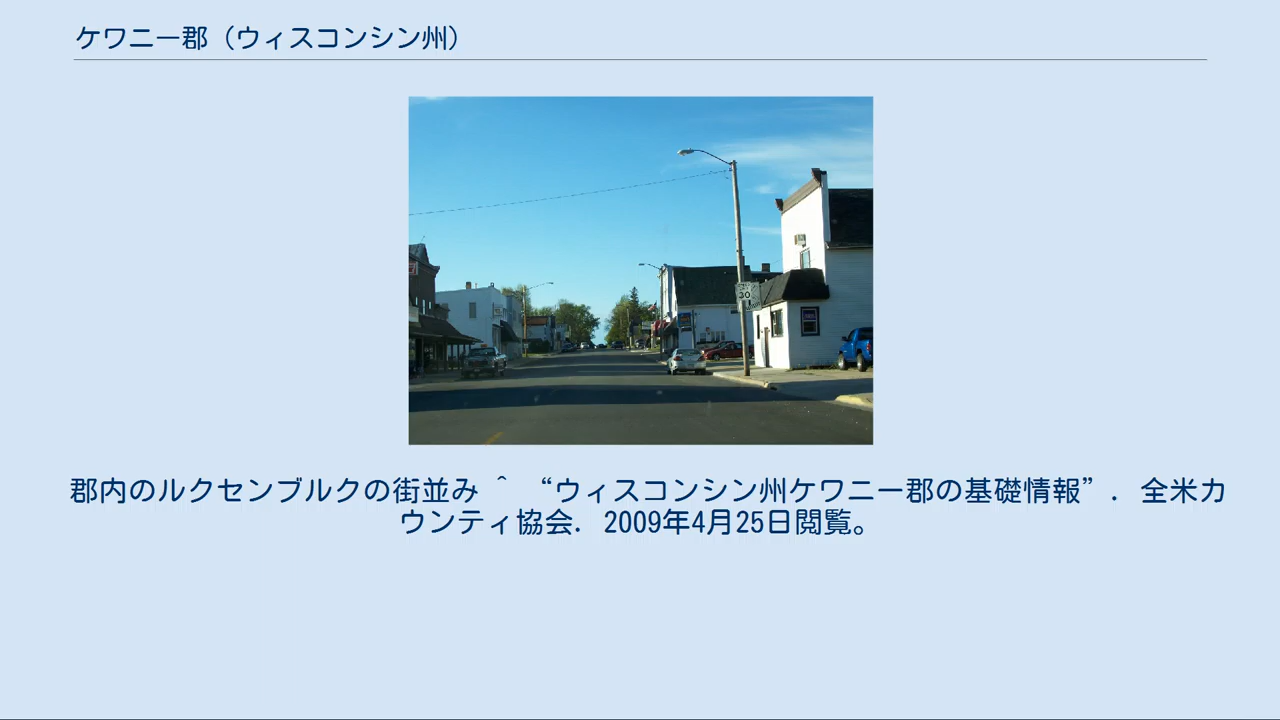 ケワニー郡（ウィスコンシン州）
30
郡内のルクセンブルクの街並み ^ “ウィスコンシン州ケワニー郡の基礎情報”. 全米カ
ウンティ協会. 2009年4月25日閲覧。